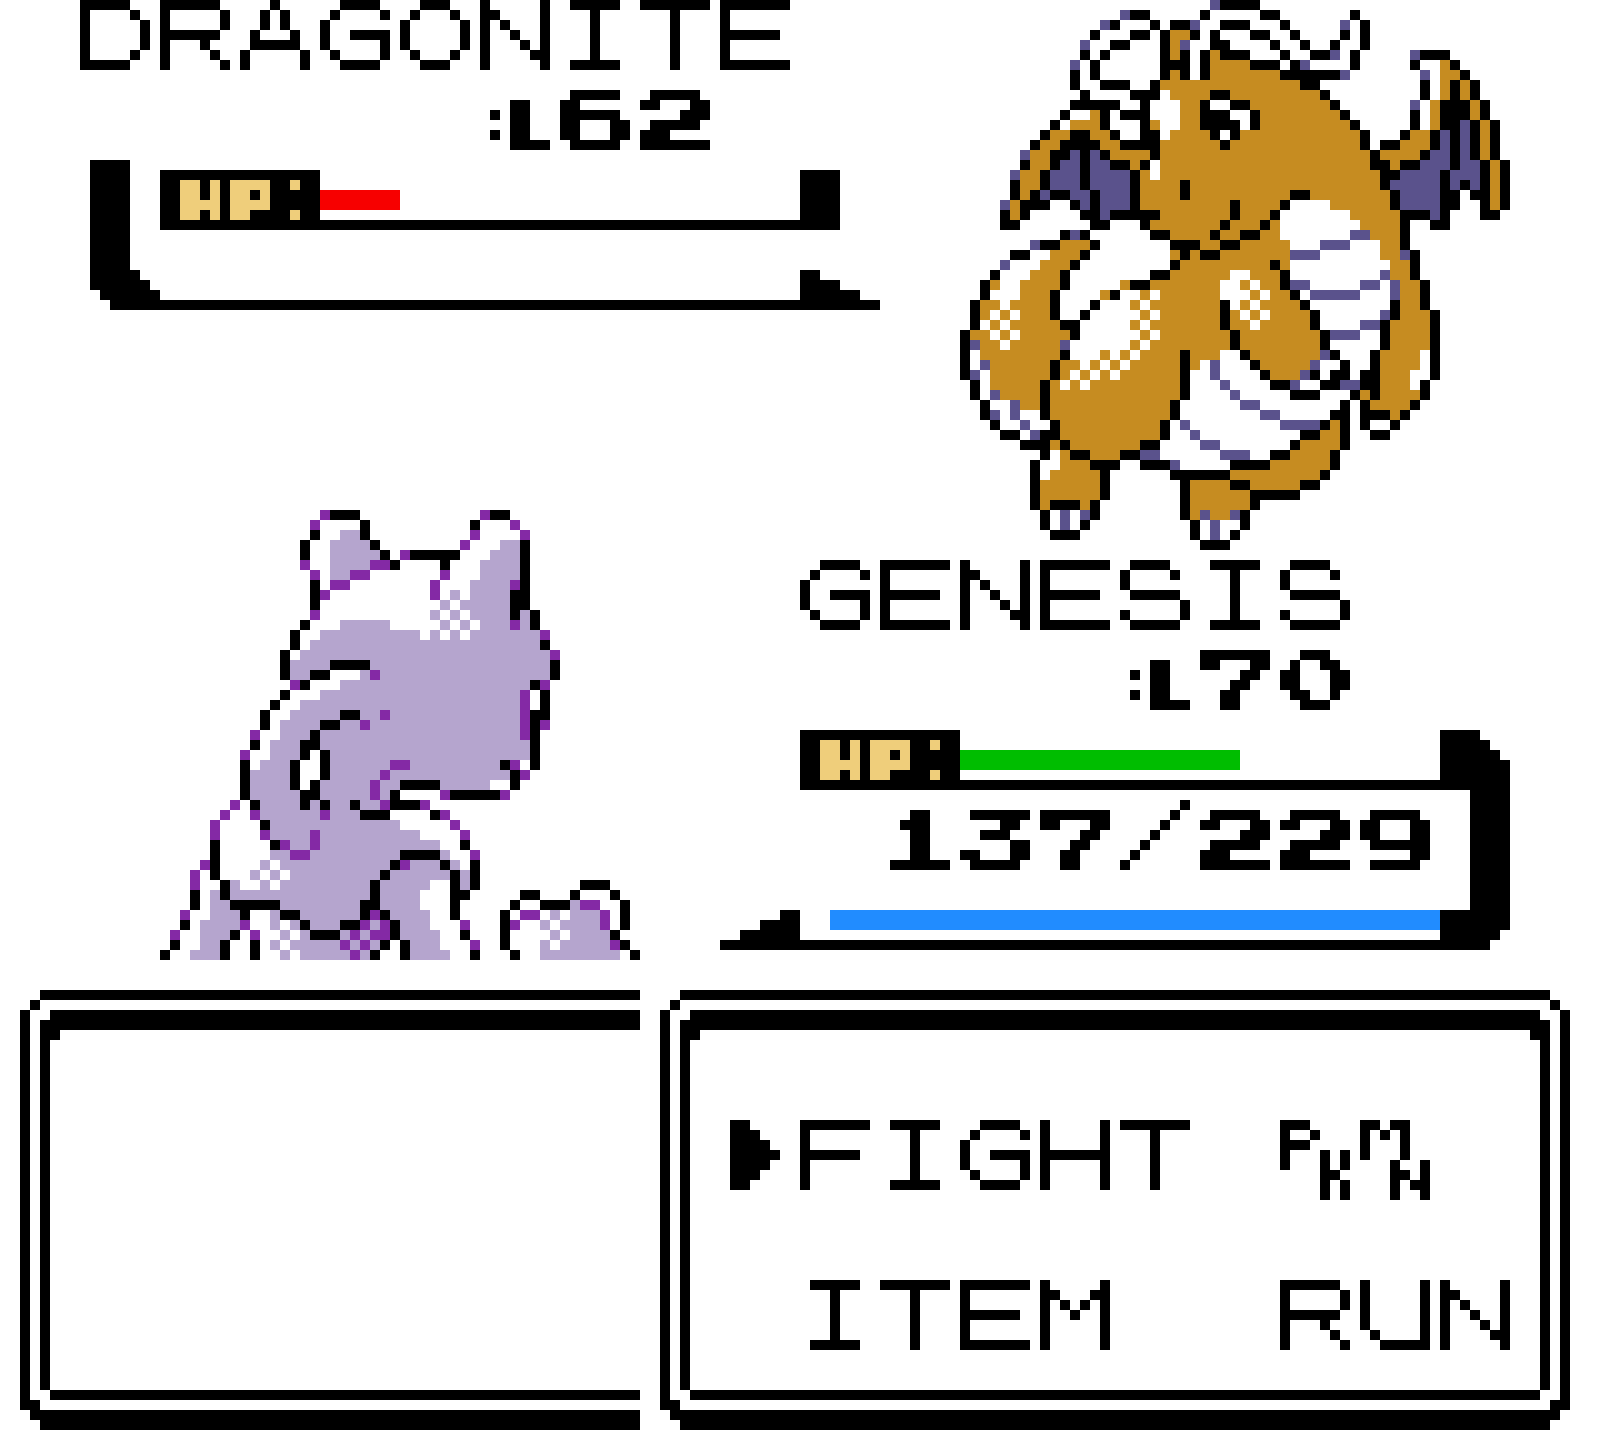 DRAGONITE
:L62
HP:
GENESIS
:L70
HP:
137/229
FIGHT PKMN
ITEM RUN